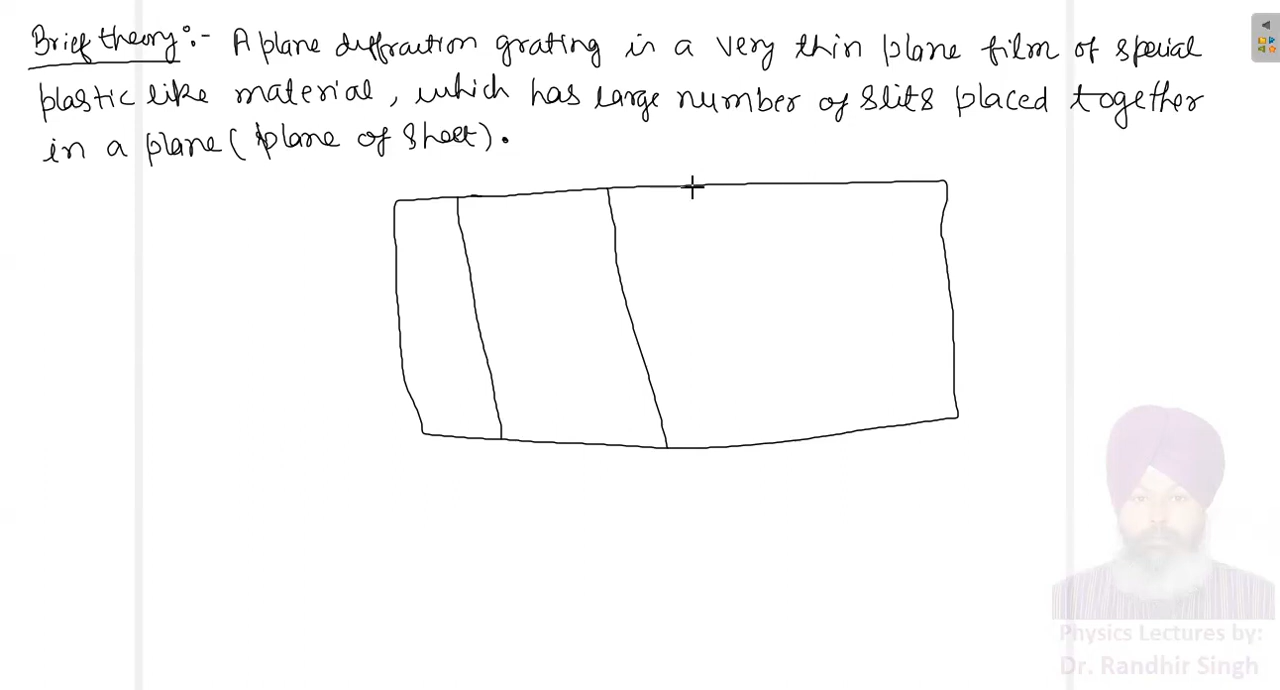 Brief theory:- A plane diffraction grating is a very thin plane film of special
plastic like material, which has large number of slits placed together
in a plane (plane of sheet).
Physics Lectures by:
Dr. Randhir Singh